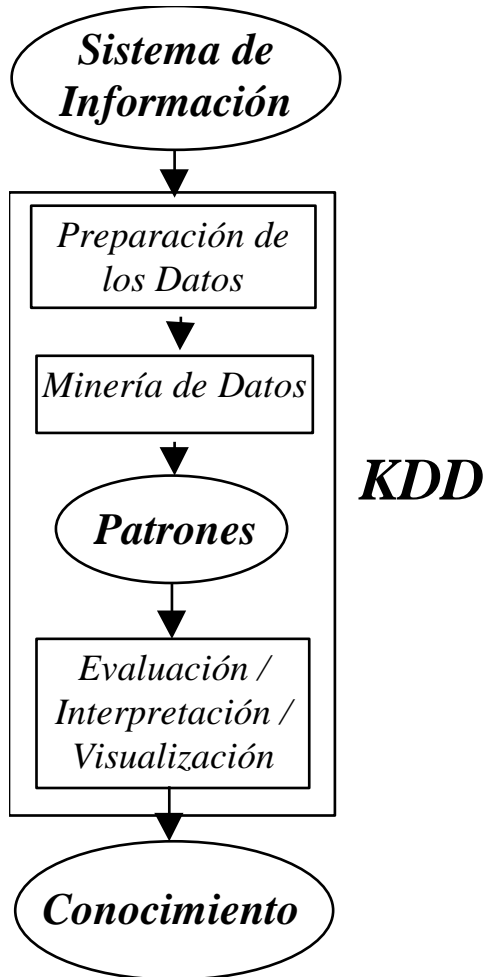 Sistema de
Información
Preparación de
los Datos
Minería de Datos
KDD
Patrones
Evaluación /
Interpretación /
Visualización
Conocimiento